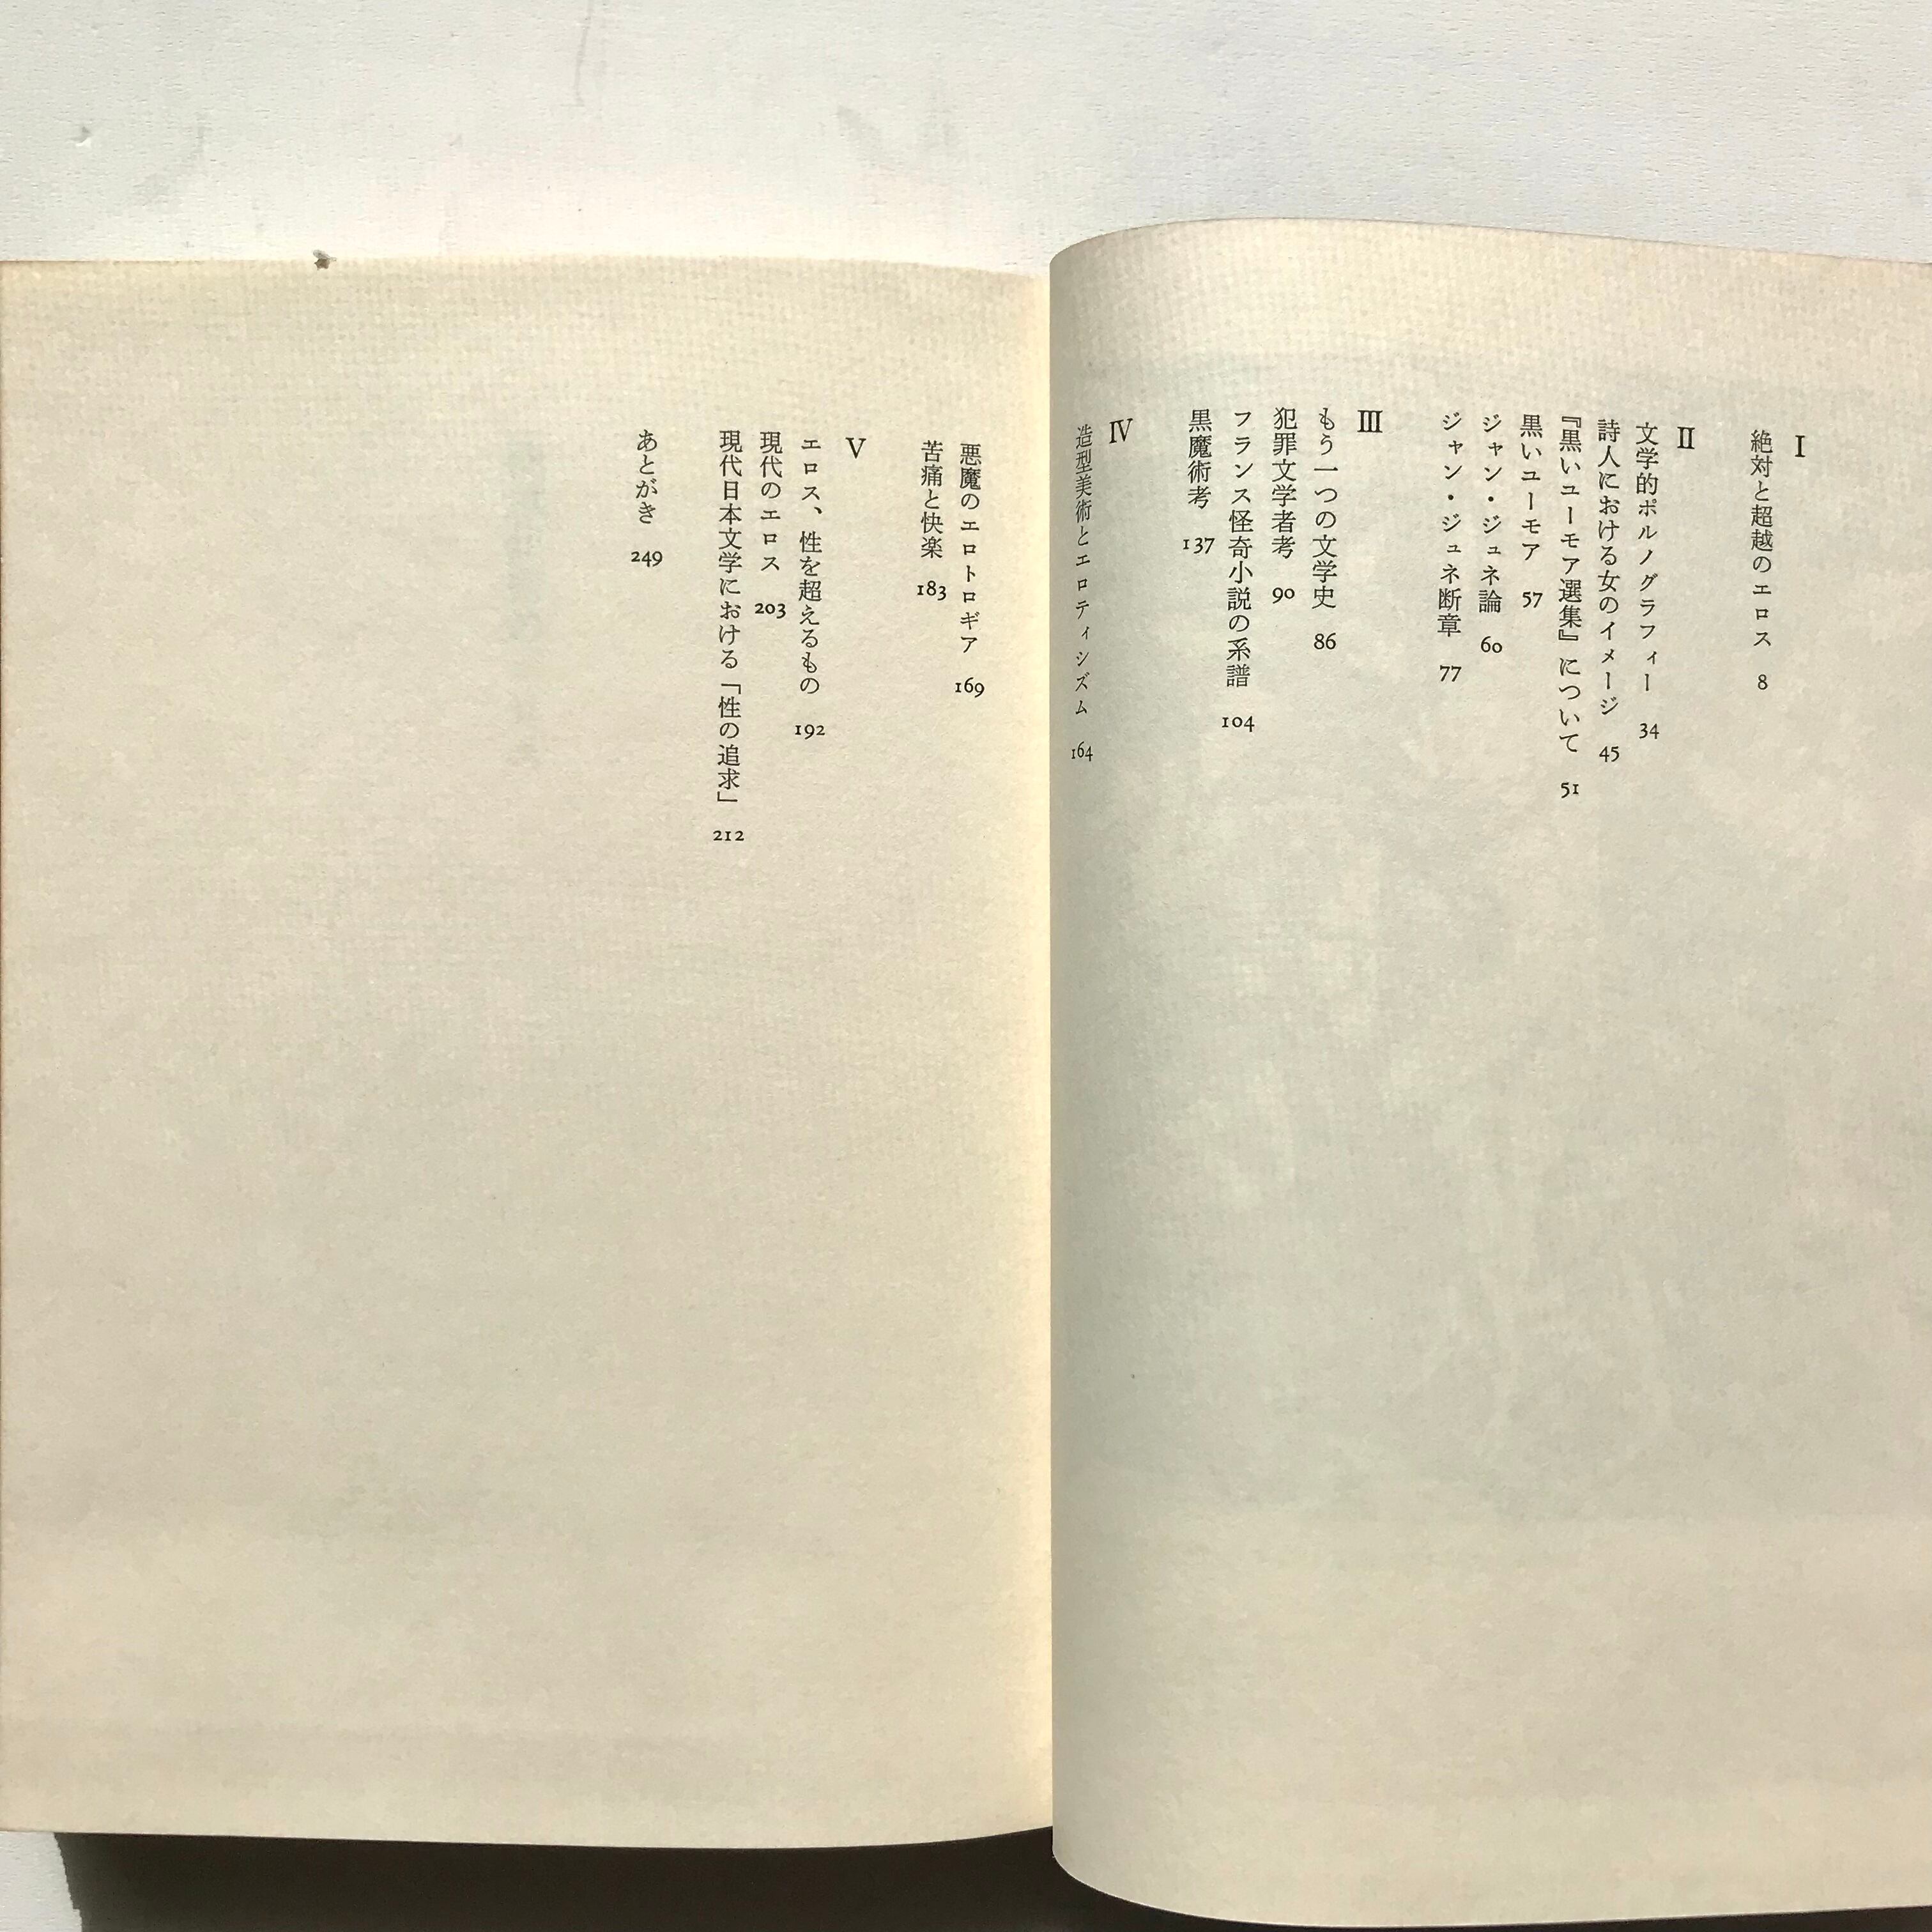 I
絶対と超越のエロス 8
II
文学的ポルノグラフィー 34
詩人における女のイメージ 45
『黒いユーモア選集』について 51
黒いユーモア 57
ジャン・ジュネ論 60
ジャン・ジュネ断章 77
III
もう一つの文学史 86
犯罪文学者考 90
フランス怪奇小説の系譜 104
黒魔術考 137
IV
造型美術とエロティシズム 164
悪魔のエロトロギア 169
苦痛と快楽 183
V
エロス、性を超えるもの 192
現代のエロス 203
現代日本文学における「性の追求」 212
あとがき 249